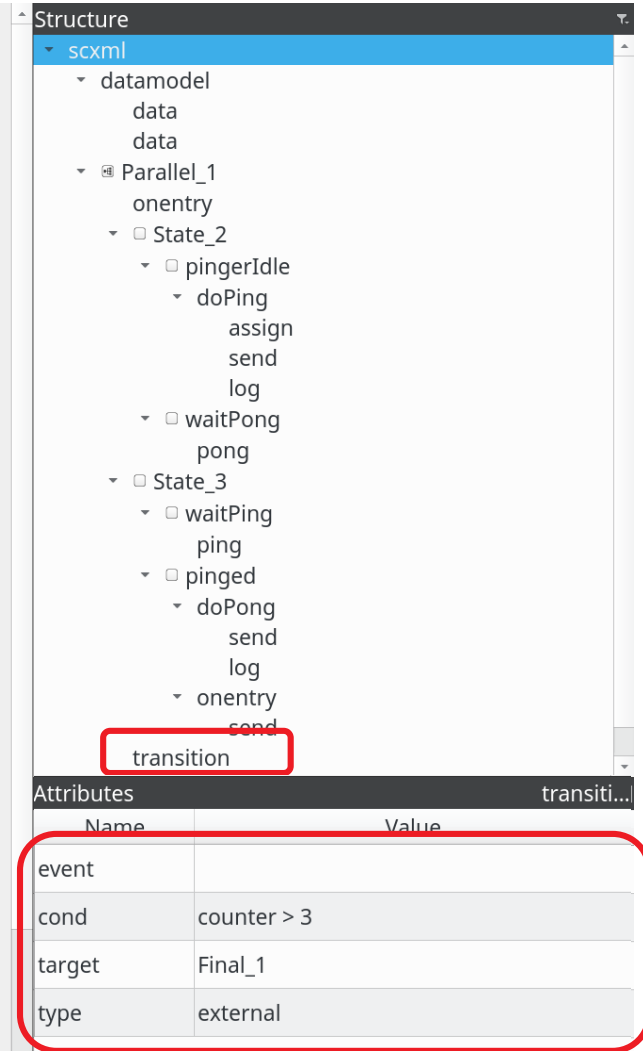 Structure
scxml
datamodel
data
data
Parallel_1
onentry
State_2
pingerIdle
doPing
assign
send
log
waitPong
pong
State_3
waitPing
ping
pinged
doPong
send
log
onentry
send
transition
Attributes transiti...
Name Value
event
cond counter > 3
target Final_1
type external